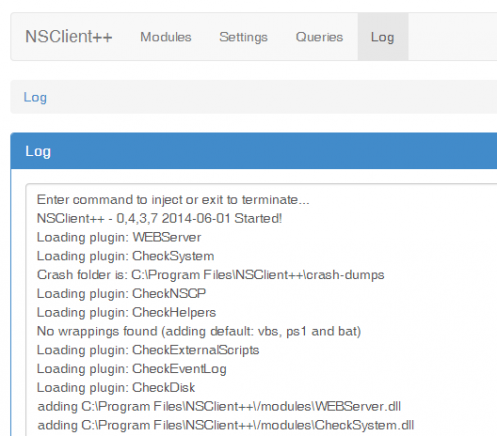 NSClient++ Modules Settings Queries Log
Log
Log
Enter command to inject or exit to terminate...
NSClient++ - 0,4,3,7 2014-06-01 Started!
Loading plugin: WEBServer
Loading plugin: CheckSystem
Crash folder is: C:\Program Files\NSClient++\crash-dumps
Loading plugin: CheckNSCP
Loading plugin: CheckHelpers
No wrappings found (adding default: vbs, ps1 and bat)
Loading plugin: CheckExternalScripts
Loading plugin: CheckEventLog
Loading plugin: CheckDisk
adding C:\Program Files\NSClient++\/modules\WEBServer.dll
adding C:\Program Files\NSClient++\/modules\CheckSystem.dll